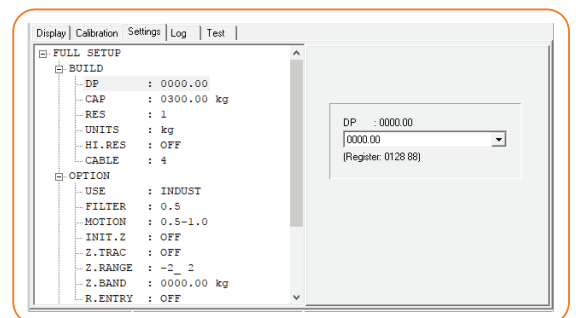 Display Calibration Settings Log Test
FULL SETUP
BUILD
DP : 0000.00
CAP : 0300.00 kg
RES : 1
UNITS : kg
HI.RES : OFF
CABLE : 4
OPTION
USE : INDUST
FILTER : 0.5
MOTION : 0.5-1.0
INIT.Z : OFF
Z.TRAC : OFF
Z.RANGE : -2_ 2
Z.BAND : 0000.00 kg
R.ENTRY : OFF
DP : 0000.00
0000.00
(Register: 0128 88)